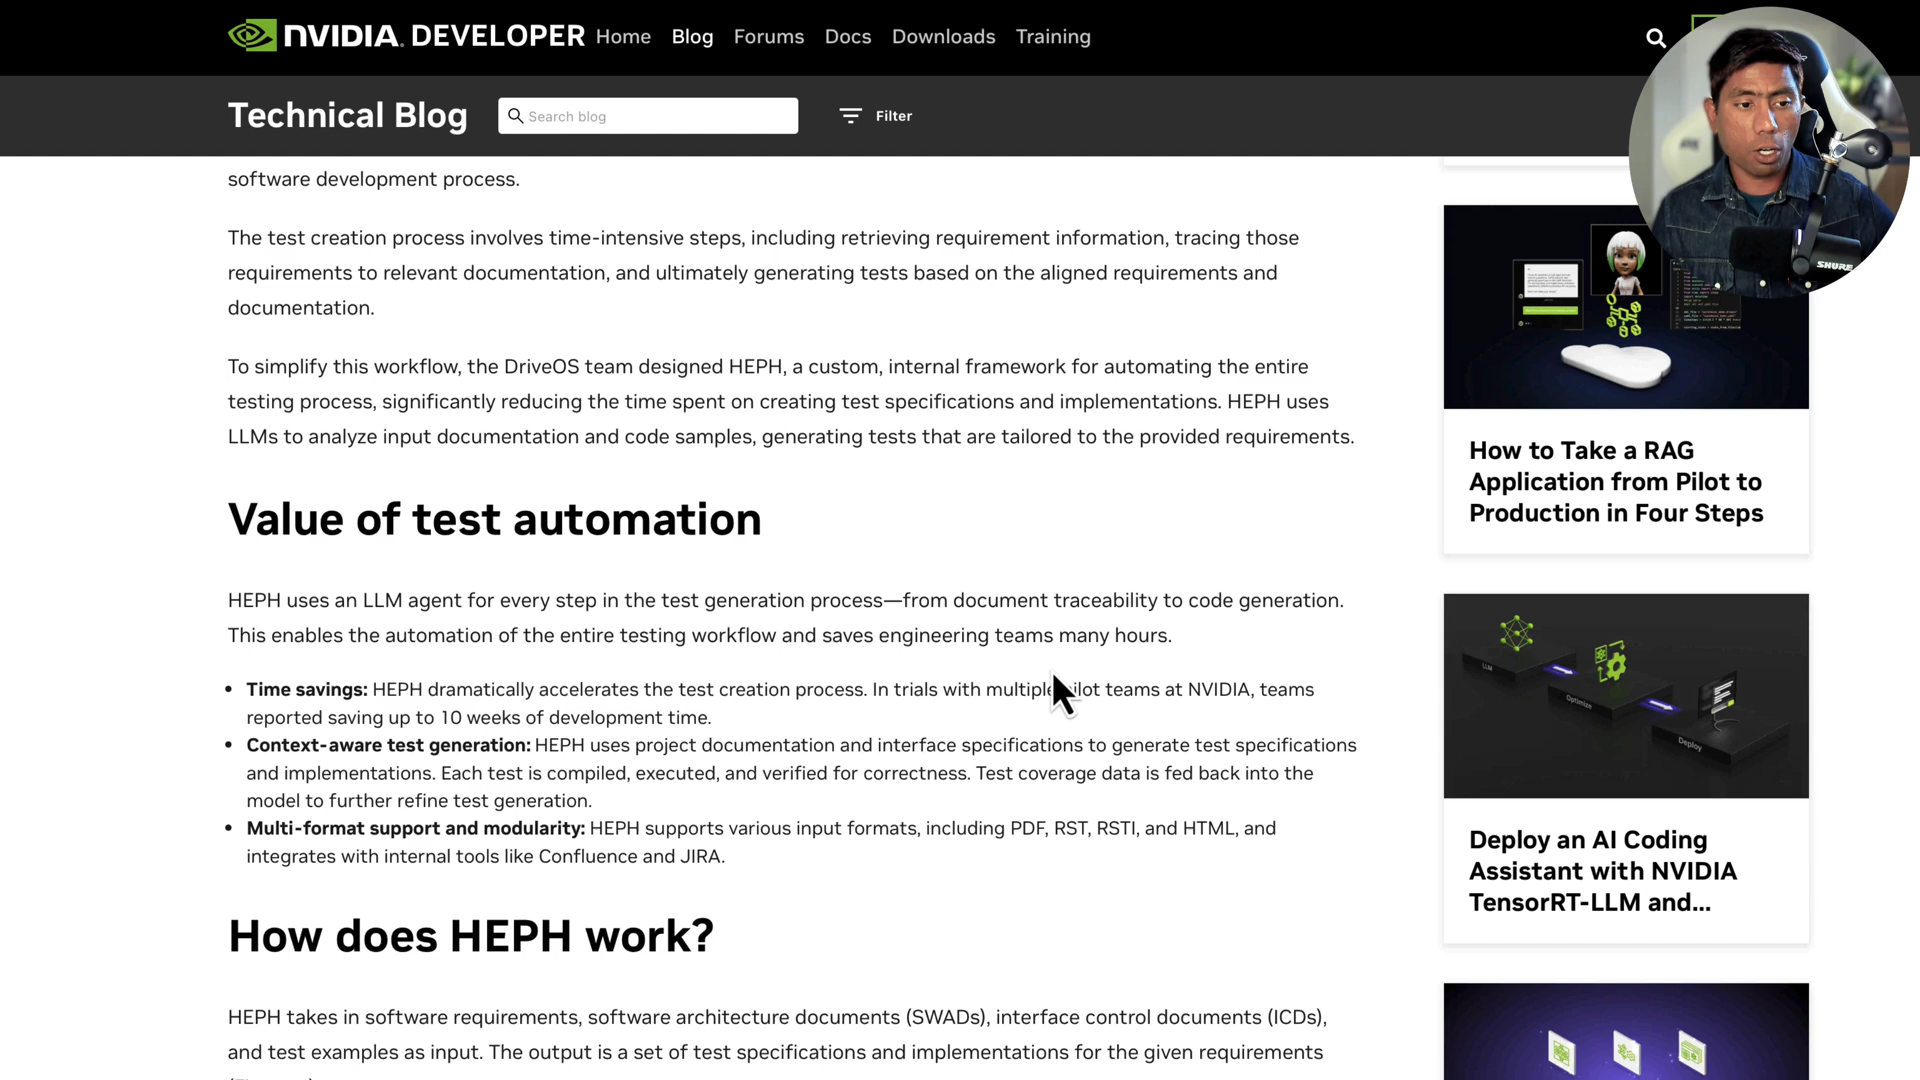 NVIDIA. DEVELOPER Home Blog Forums Docs Downloads Training
Technical Blog Search blog Filter
software development process.
The test creation process involves time-intensive steps, including retrieving requirement information, tracing those
requirements to relevant documentation, and ultimately generating tests based on the aligned requirements and
documentation.
To simplify this workflow, the DriveOS team designed HEPH, a custom, internal framework for automating the entire
testing process, significantly reducing the time spent on creating test specifications and implementations. HEPH uses
LLMs to analyze input documentation and code samples, generating tests that are tailored to the provided requirements.
Value of test automation
HEPH uses an LLM agent for every step in the test generation process—from document traceability to code generation.
This enables the automation of the entire testing workflow and saves engineering teams many hours.
• Time savings: HEPH dramatically accelerates the test creation process. In trials with multiple pilot teams at NVIDIA, teams
reported saving up to 10 weeks of development time.
• Context-aware test generation: HEPH uses project documentation and interface specifications to generate test specifications
and implementations. Each test is compiled, executed, and verified for correctness. Test coverage data is fed back into the
model to further refine test generation.
• Multi-format support and modularity: HEPH supports various input formats, including PDF, RST, RSTI, and HTML, and
integrates with internal tools like Confluence and JIRA.
How does HEPH work?
HEPH takes in software requirements, software architecture documents (SWADs), interface control documents (ICDs),
and test examples as input. The output is a set of test specifications and implementations for the given requirements
SHURE
How to Take a RAG
Application from Pilot to
Production in Four Steps
LLM
Optimize
Deploy
Deploy an AI Coding
Assistant with NVIDIA
TensorRT-LLM and...